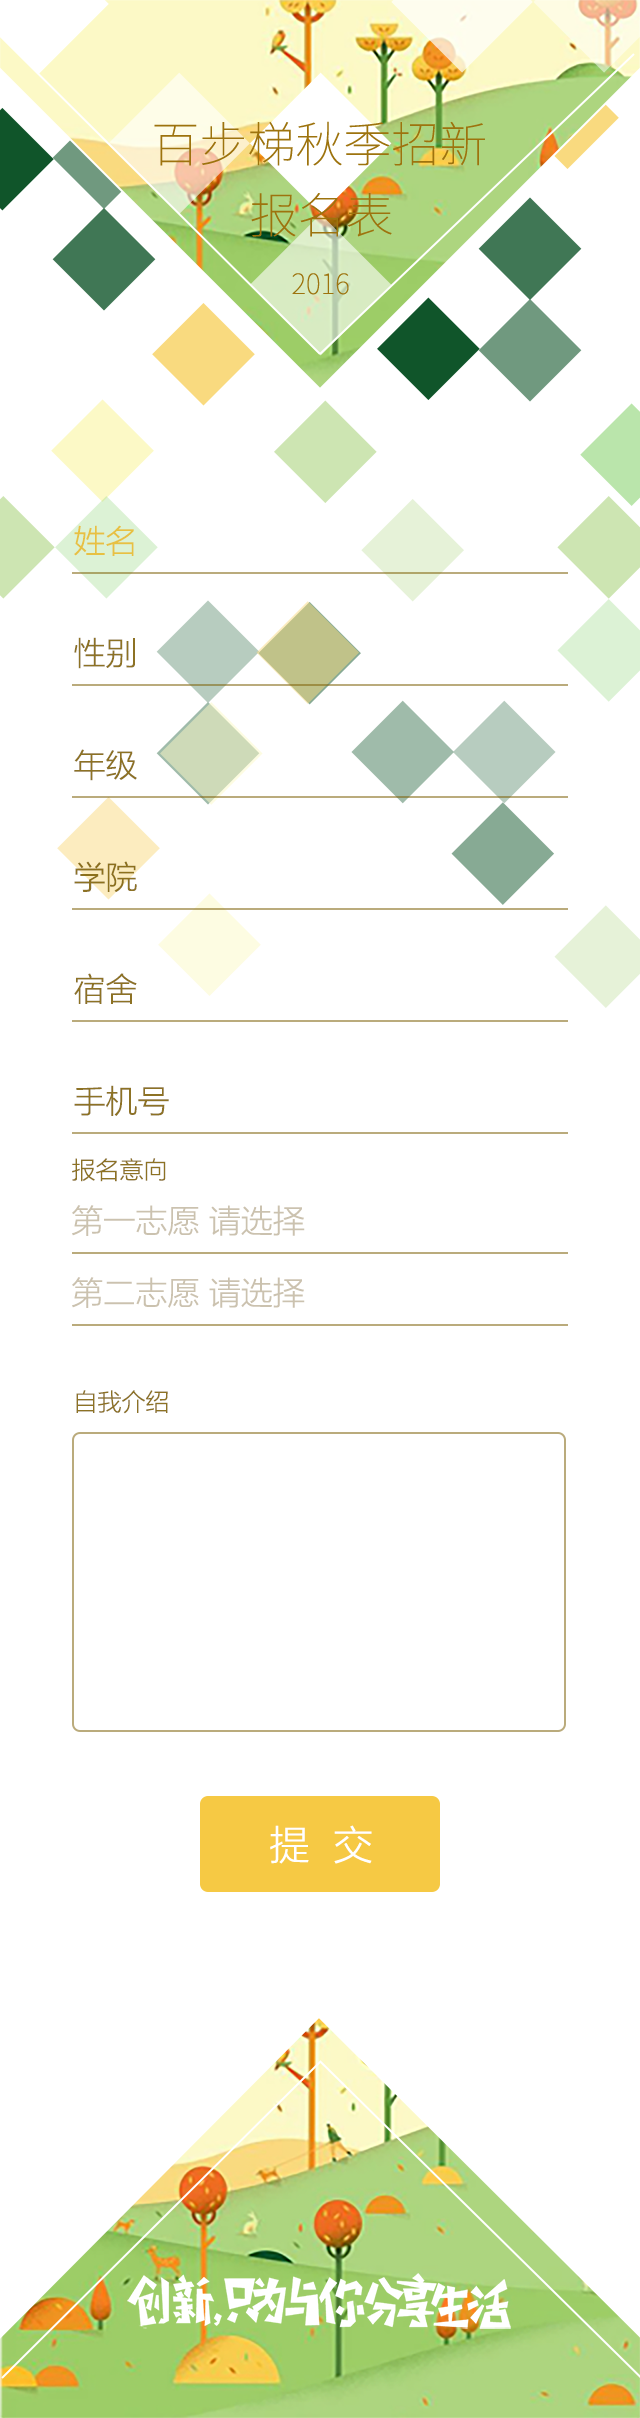 百步梯秋季招新
报名表
2016
姓名
性别
年级
学院
宿舍
手机号
报名意向
第一志愿 请选择
第二志愿 请选择
自我介绍
提 交
创新,只为与你分享生活